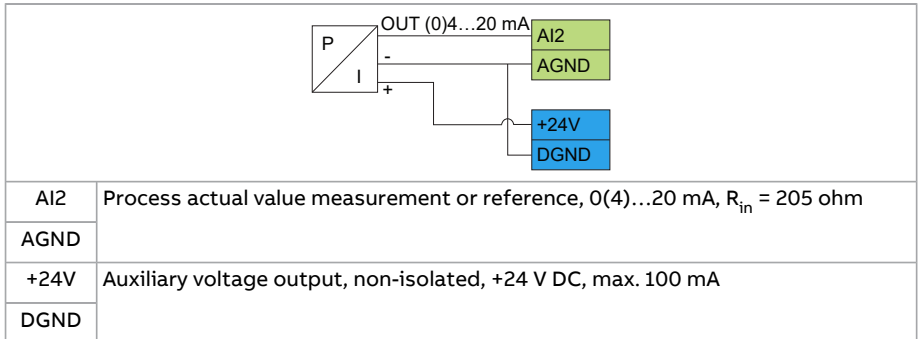 OUT (0)4…20 mA
P
I
-
+
AI2
AGND
+24V
DGND
AI2 Process actual value measurement or reference, 0(4)…20 mA, Rin = 205 ohm
AGND
+24V Auxiliary voltage output, non-isolated, +24 V DC, max. 100 mA
DGND